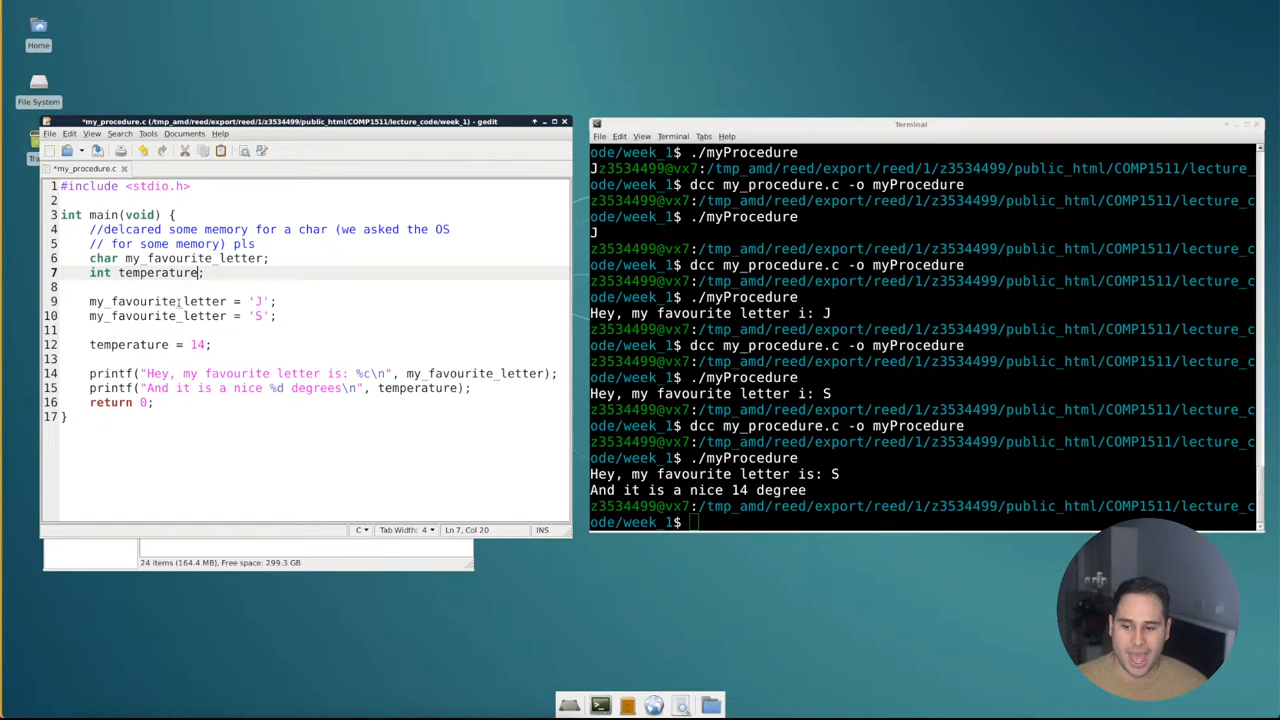 Home
File System
Tra
*my_procedure.c (/tmp_amd/reed/export/reed/1/z3534499/public_html/COMP1511/lecture_code/week_1) - gedit
File Edit View Search Tools Documents Help
*my_procedure.c
1 #include <stdio.h>
2
3 int main(void) {
4 //delcared some memory for a char (we asked the OS
5 // for some memory) pls
6 char my_favourite_letter;
7 int temperature;
8
9 my_favourite_letter = 'J';
10 my_favourite_letter = 'S';
11
12 temperature = 14;
13
14 printf("Hey, my favourite letter is: %c\n", my_favourite_letter);
15 printf("And it is a nice %d degrees\n", temperature);
16 return 0;
17 }
C Tab Width: 4 Ln 7, Col 20 INS
24 items (164.4 MB), Free space: 299.3 GB
Terminal
File Edit View Terminal Tabs Help
ode/week_1$ ./myProcedure
Jz3534499@vx7:/tmp_amd/reed/export/reed/1/z3534499/public_html/COMP1511/lecture_c
ode/week_1$ dcc my_procedure.c -o myProcedure
z3534499@vx7:/tmp_amd/reed/export/reed/1/z3534499/public_html/COMP1511/lecture_c
ode/week_1$ ./myProcedure
J
z3534499@vx7:/tmp_amd/reed/export/reed/1/z3534499/public_html/COMP1511/lecture_c
ode/week_1$ dcc my_procedure.c -o myProcedure
z3534499@vx7:/tmp_amd/reed/export/reed/1/z3534499/public_html/COMP1511/lecture_c
ode/week_1$ ./myProcedure
Hey, my favourite letter i: J
z3534499@vx7:/tmp_amd/reed/export/reed/1/z3534499/public_html/COMP1511/lecture_c
ode/week_1$ dcc my_procedure.c -o myProcedure
z3534499@vx7:/tmp_amd/reed/export/reed/1/z3534499/public_html/COMP1511/lecture_c
ode/week_1$ ./myProcedure
Hey, my favourite letter i: S
z3534499@vx7:/tmp_amd/reed/export/reed/1/z3534499/public_html/COMP1511/lecture_c
ode/week_1$ dcc my_procedure.c -o myProcedure
z3534499@vx7:/tmp_amd/reed/export/reed/1/z3534499/public_html/COMP1511/lecture_c
ode/week_1$ ./myProcedure
Hey, my favourite letter is: S
And it is a nice 14 degree
z3534499@vx7:/tmp_amd/reed/export/reed/1/z3534499/public_html/COMP1511/lecture_c
ode/week_1$